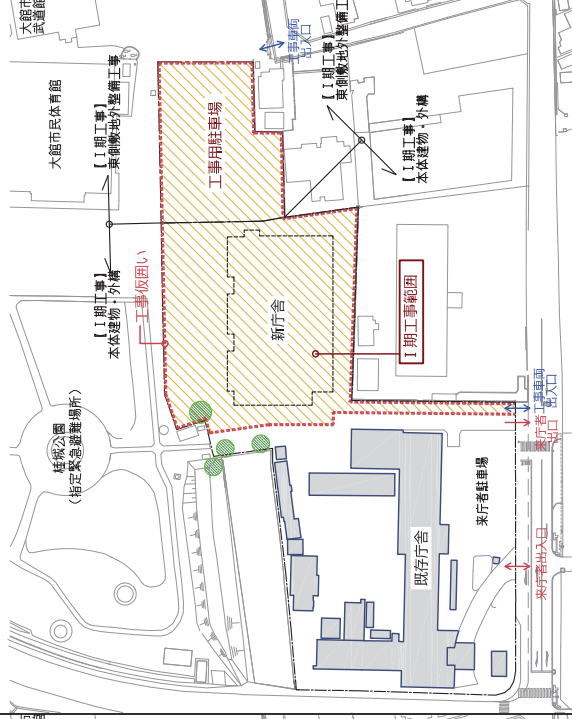 大館市
武道館
大館市民体育館
【Ⅰ期工事】
東側敷地外整備工事
【Ⅰ期工事】
本体建物・外構
工事仮囲い
工事用駐車場
工事車両
出入口
【Ⅰ期工事】
東側敷地外整備工事
【Ⅰ期工事】
本体建物・外構
新庁舎
Ⅰ期工事範囲
桂城公園
（指定緊急避難場所）
既存庁舎
来庁者駐車場
工事車両
出入口
来庁者
出口
来庁者出入口